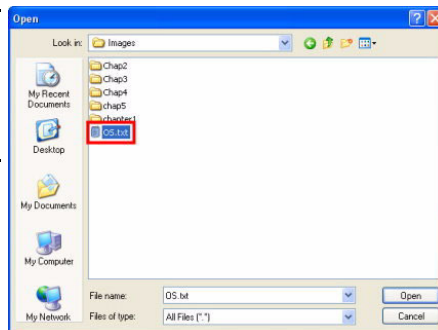 Open
Look in: Images
Chap2
Chap3
Chap4
chap5
chapter1
OS.txt
My Recent
Documents
Desktop
My Documents
My Computer
My Network
File name: OS.txt Open
Files of type: All Files (*.*) Cancel